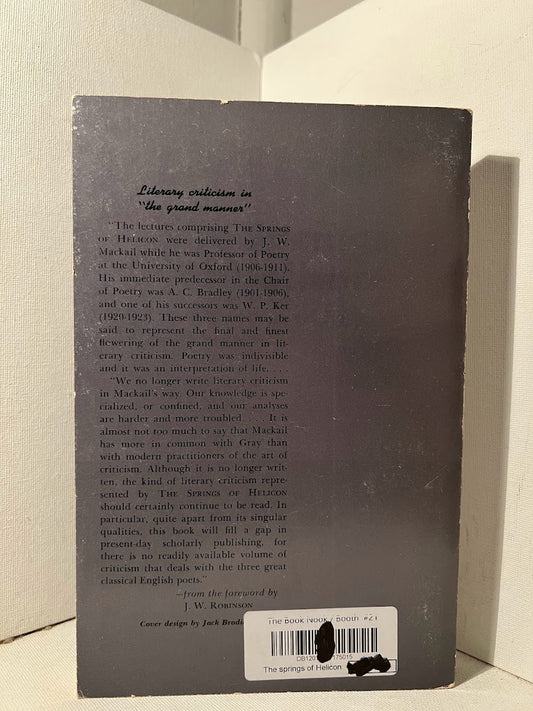 Literary criticism in
"the grand manner"
"The lectures comprising THE SPRINGS
OF HELICON were delivered by J. W.
Mackail while he was Professor of Poetry
at the University of Oxford (1906-1911).
His immediate predecessor in the Chair
of Poetry was A. C. Bradley (1901-1906),
and one of his successors was W. P. Ker
(1920-1923). These three names may be
said to represent the final and finest
flowering of the grand manner in lit-
erary criticism. Poetry was indivisible
and it was an interpretation of life. . . .
"We no longer write literary criticism
in Mackail's way. Our knowledge is spe-
cialized, or confined, and our analyses
are harder and more troubled. . . . It is
almost not too much to say that Mackail
has more in common with Gray than
with modern practitioners of the art of
criticism. Although it is no longer writ-
ten, the kind of literary criticism repre-
sented by THE SPRINGS OF HELICON
should certainly continue to be read. In
particular, quite apart from its singular
qualities, this book will fill a gap in
present-day scholarly publishing, for
there is no readily available volume of
criticism that deals with the three great
classical English poets."
—from the foreword by
J. W. ROBINSON
Cover design by Jack
The Book Nook / Booth #21
The springs of Helicon